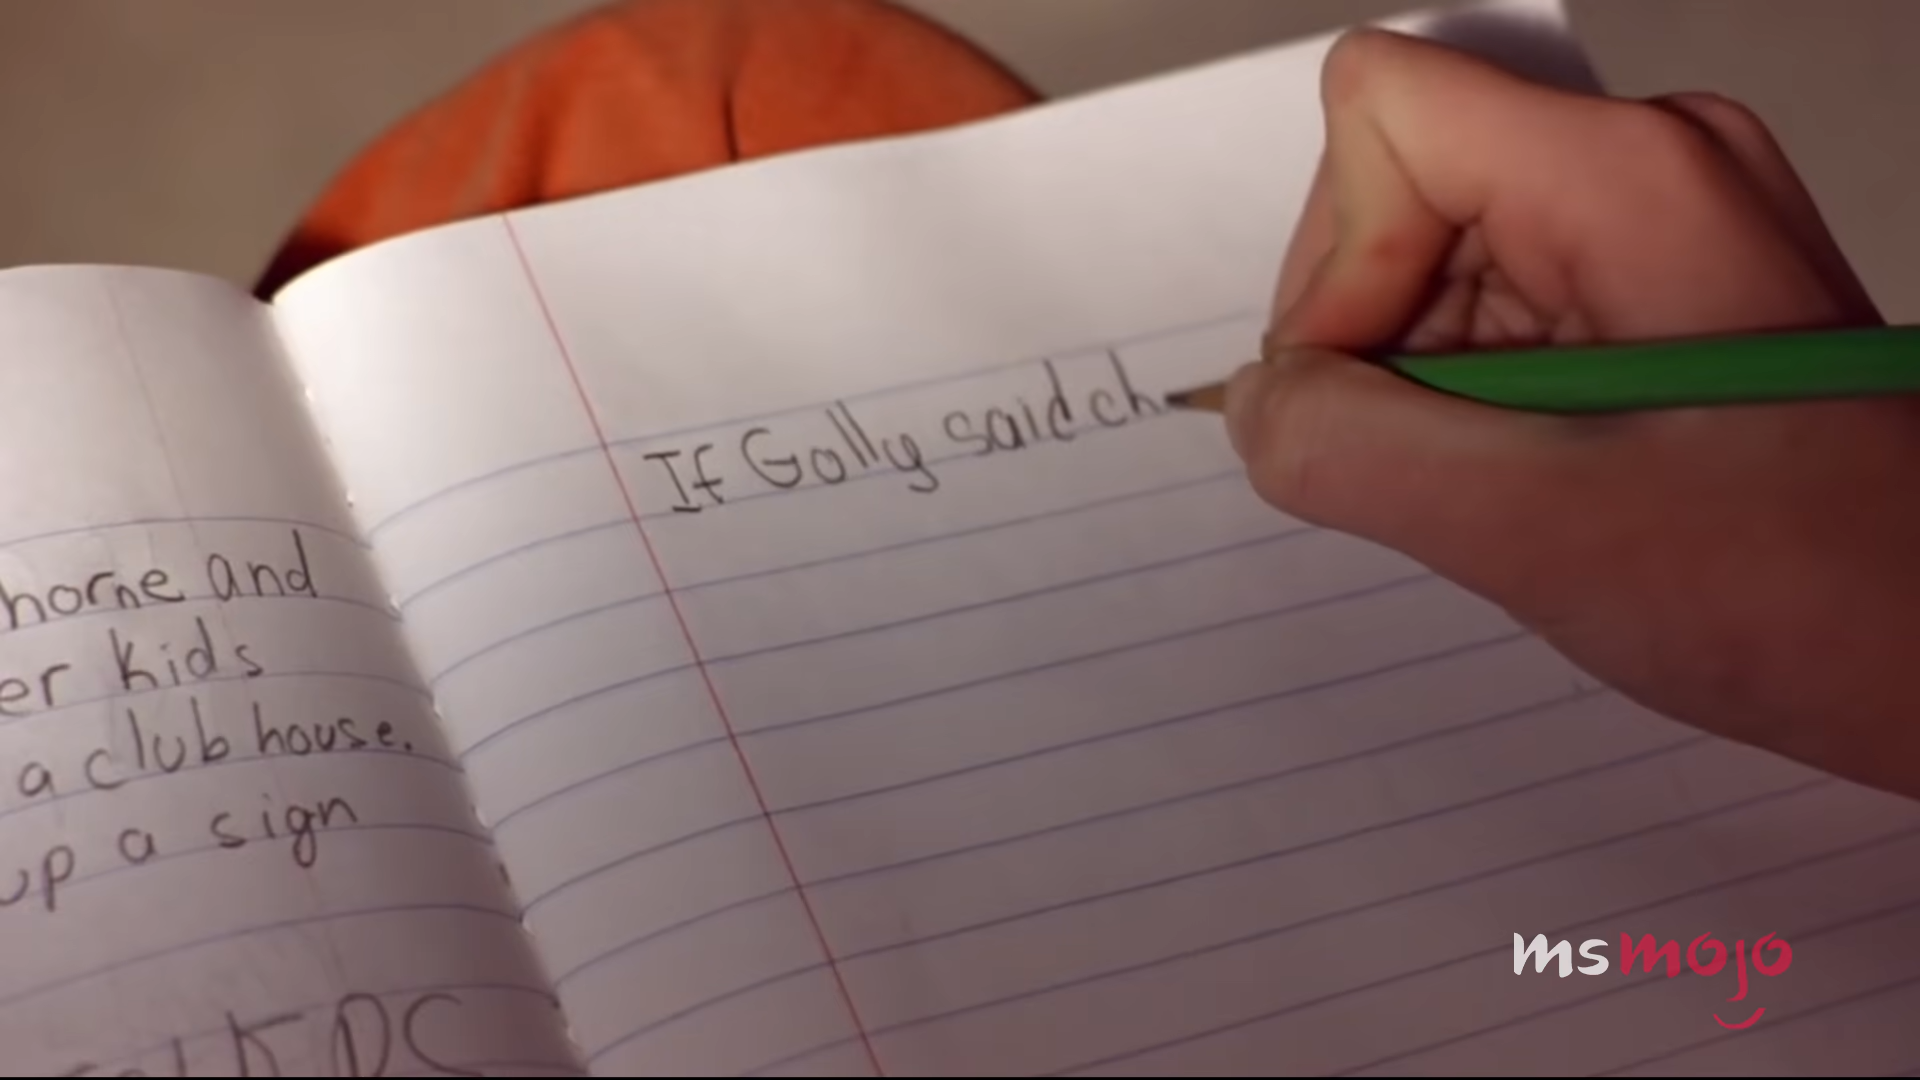 horne and
er kids
a club house.
up a sign
If Golly said ch
msmojo